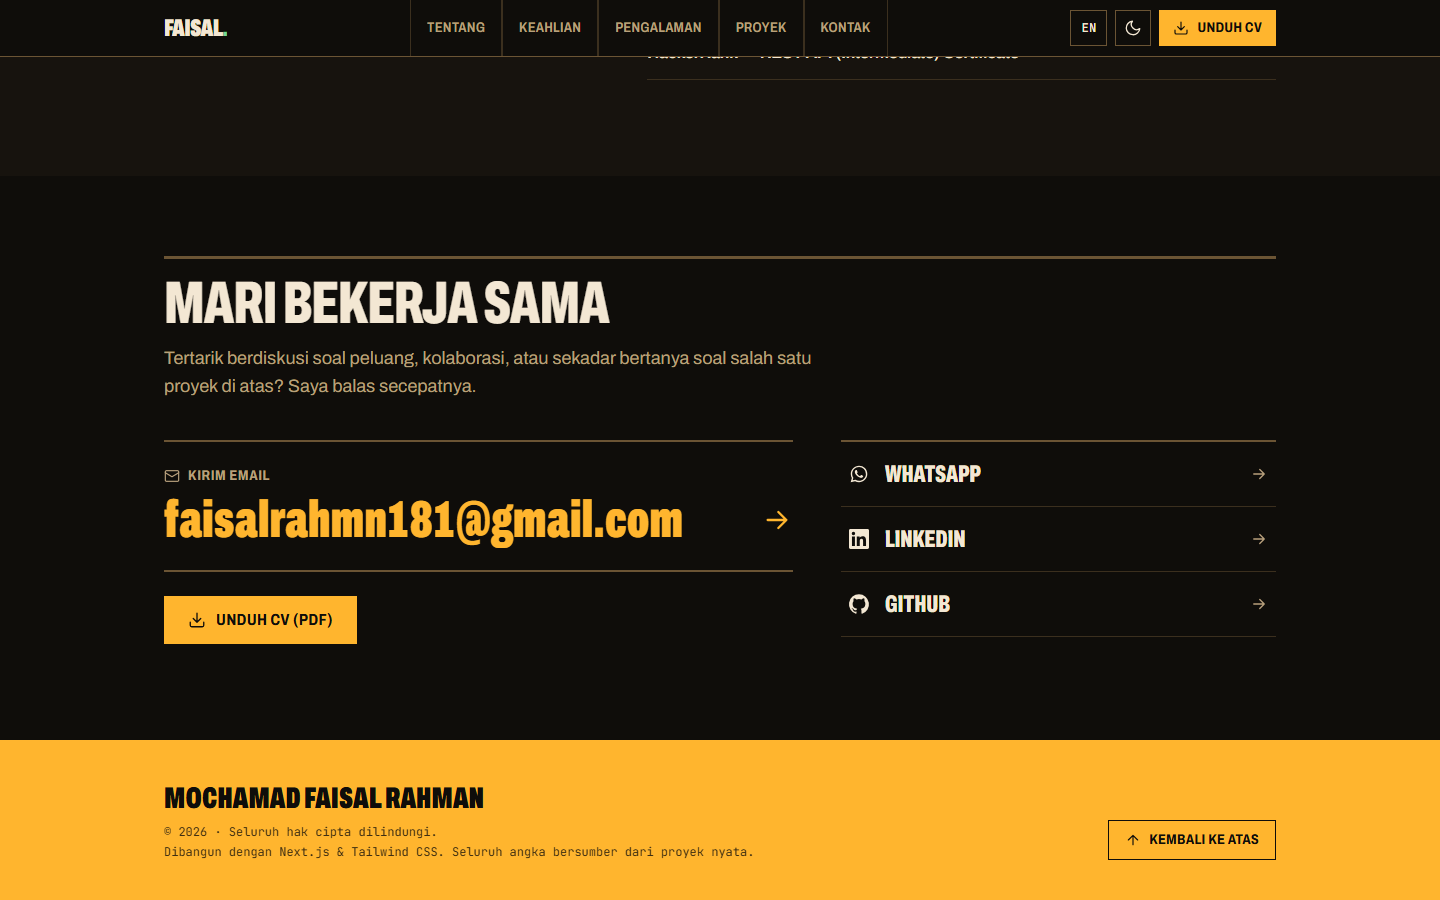 FAISAL.
TENTANG
KEAHLIAN
PENGALAMAN
PROYEK
KONTAK
EN
UNDUH CV
MARI BEKERJA SAMA
Tertarik berdiskusi soal peluang, kolaborasi, atau sekadar bertanya soal salah satu
proyek di atas? Saya balas secepatnya.
KIRIM EMAIL
faisalrahmn181@gmail.com
UNDUH CV (PDF)
WHATSAPP
LINKEDIN
GITHUB
MOCHAMAD FAISAL RAHMAN
© 2026 · Seluruh hak cipta dilindungi.
Dibangun dengan Next.js & Tailwind CSS. Seluruh angka bersumber dari proyek nyata.
KEMBALI KE ATAS